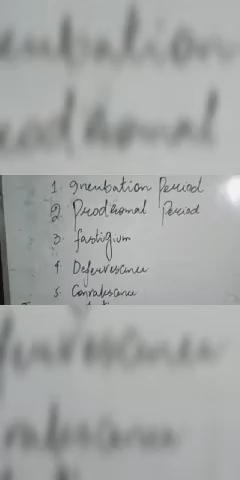 1. Incubation Period
2. Prodromal Period
3. fastigium
4. Defervescence
5. Convalescence